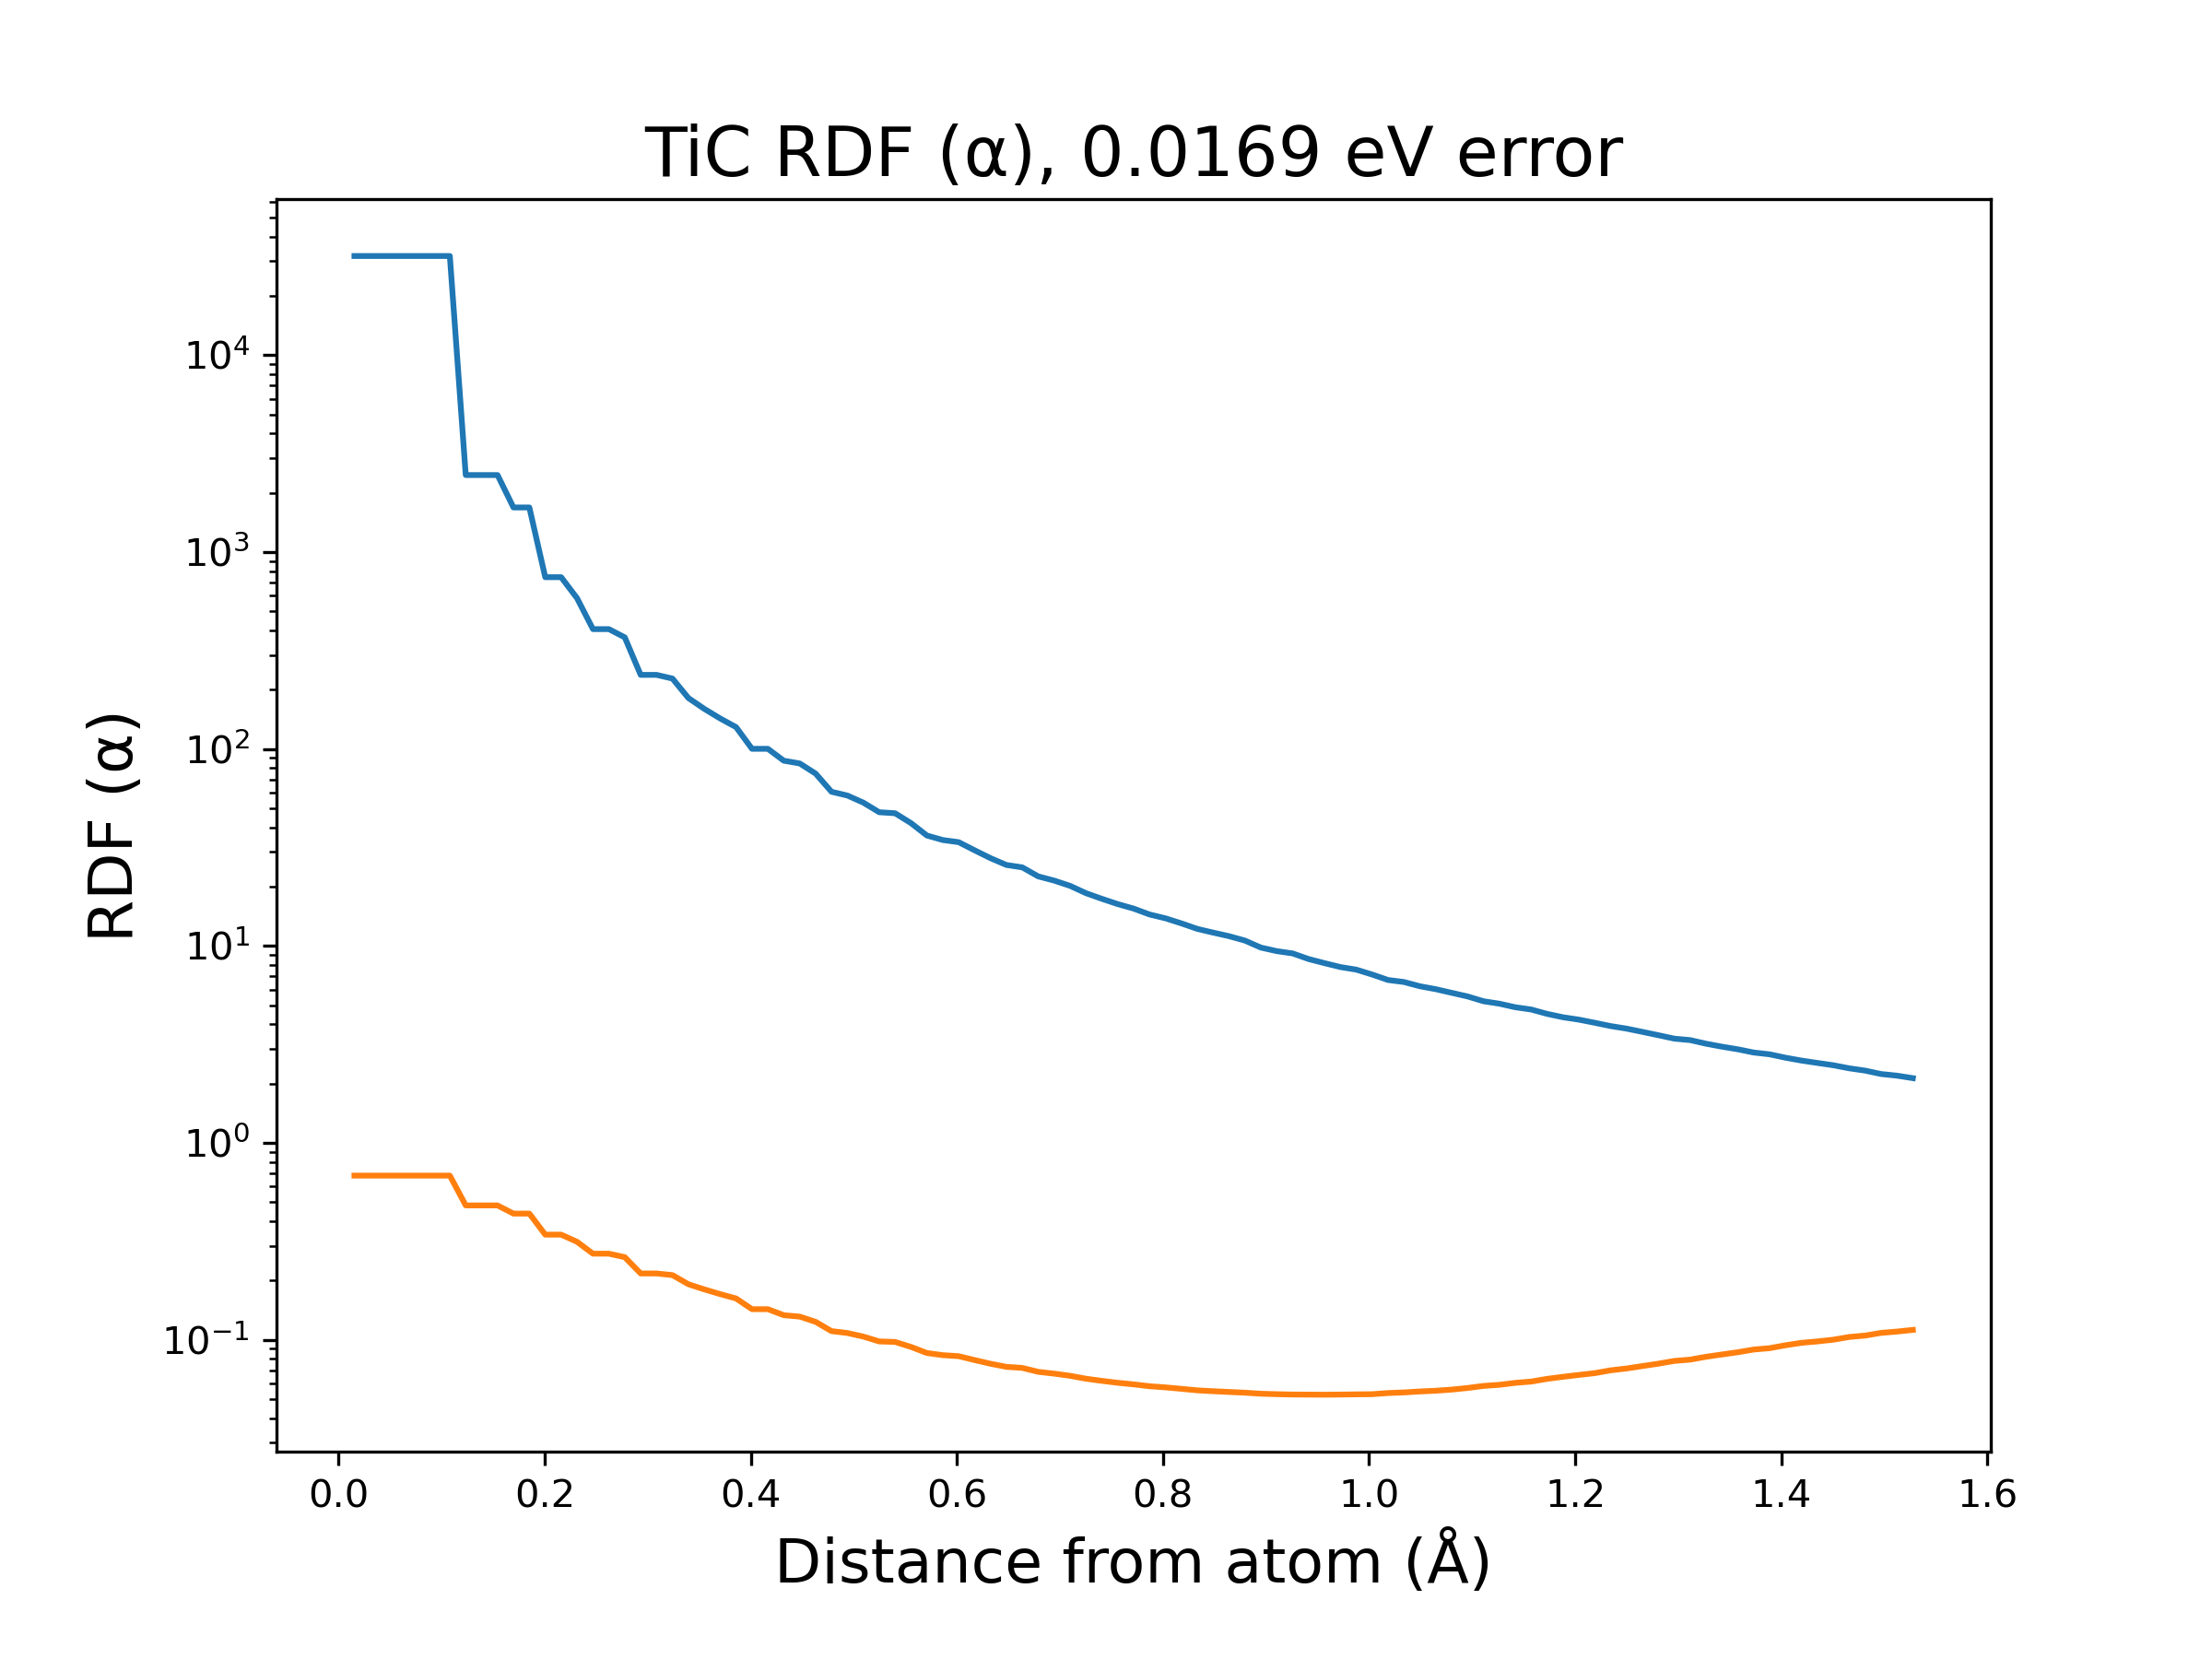 TiC RDF (α), 0.0169 eV error
RDF (α)
10⁴
10³
10²
10¹
10⁰
10⁻¹
0.0 0.2 0.4 0.6 0.8 1.0 1.2 1.4 1.6
Distance from atom (Å)